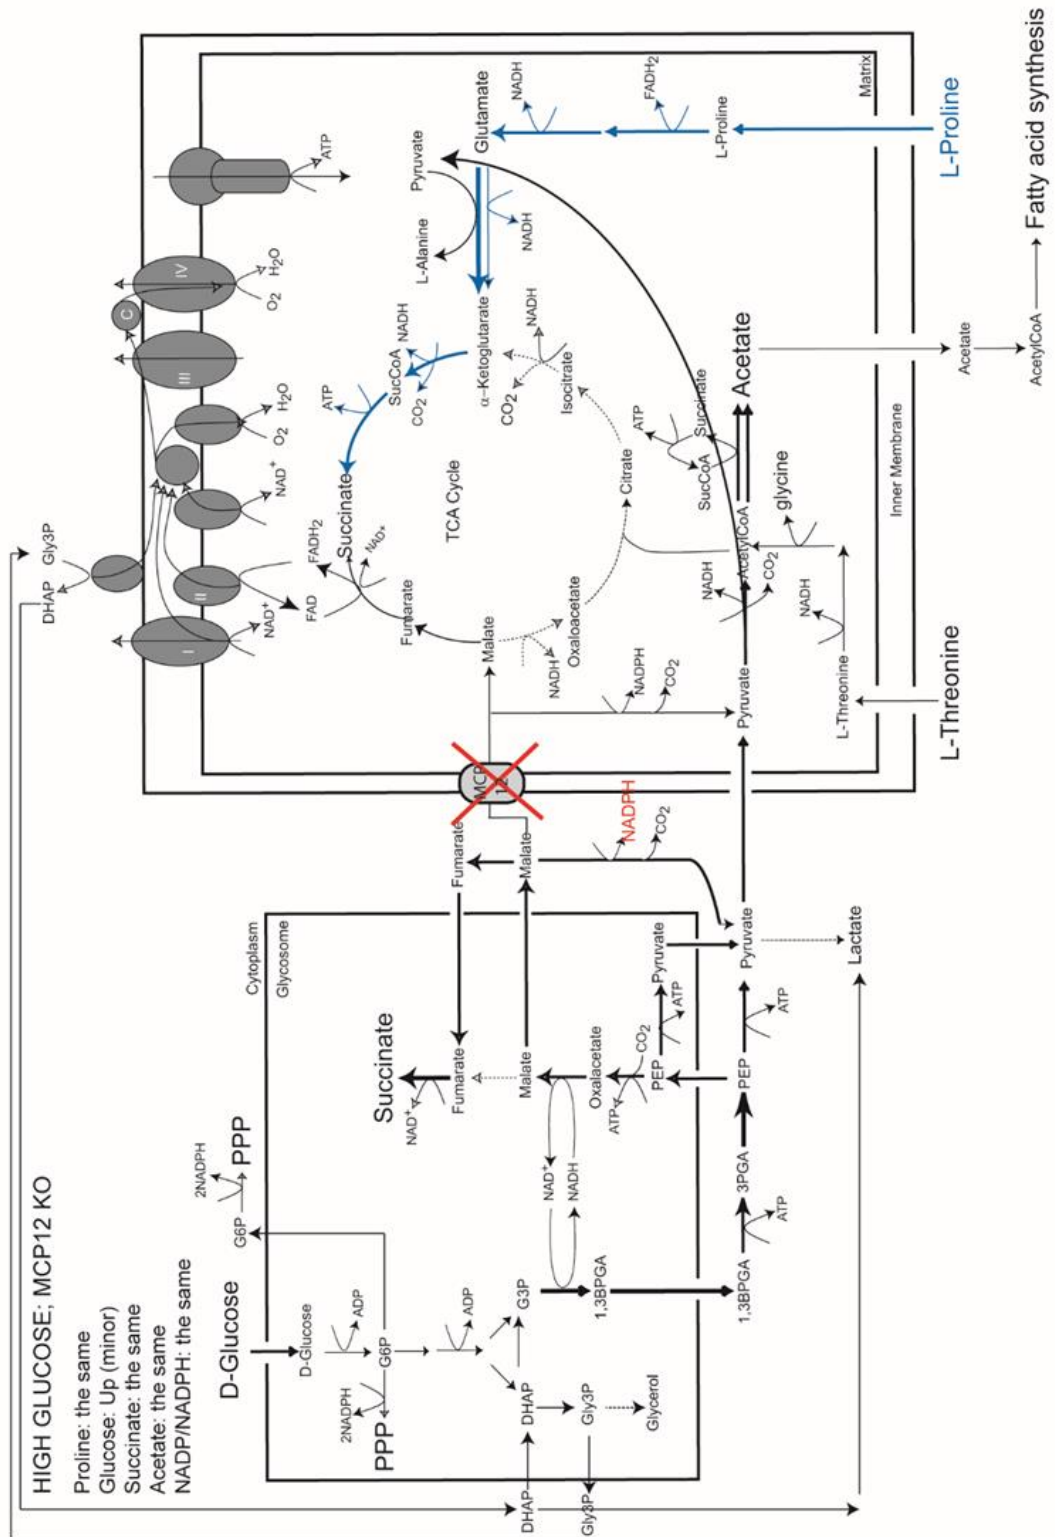 HIGH GLUCOSE; MCP12 KO
Proline: the same
Glucose: Up (minor)
Succinate: the same
Acetate: the same
NADP/NADPH: the same
DHAP
Gly3P
D-Glucose
G6P
2NADPH
PPP
Cytoplasm
Glycosome
D-Glucose
ADP
G6P
2NADPH
PPP
ADP
DHAP
G3P
Gly3P
Glycerol
DHAP
Gly3P
1,3BPGA
NAD+
NADH
Succinate
NAD+
Fumarate
Malate
Oxalacetate
ATP
CO2
PEP
ATP
Pyruvate
Fumarate
Malate
NADPH
CO2
MCP
12
1,3BPGA
ATP
3PGA
PEP
ATP
Pyruvate
Lactate
I
II
III
IV
C
NAD+
NAD+
H2O
O2
H2O
O2
ATP
FAD
FADH2
Succinate
NAD+
Fumarate
Malate
NADH
Oxaloacetate
TCA Cycle
ATP
SucCoA
CO2
NADH
α-Ketoglutarate
CO2
NADH
Isocitrate
Citrate
L-Alanine
Pyruvate
Glutamate
NADH
NADH
FADH2
L-Proline
L-Proline
Matrix
Inner Membrane
NADPH
CO2
Pyruvate
NADH
CO2
AcetylCoA
ATP
SucCoA
Succinate
Acetate
L-Threonine
NADH
glycine
L-Threonine
Acetate
AcetylCoA
Fatty acid synthesis